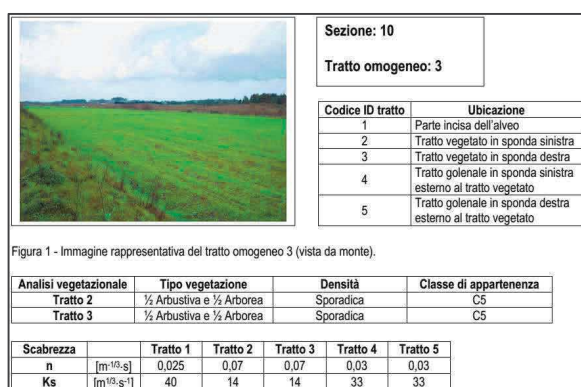 Sezione: 10
Tratto omogeneo: 3
Codice ID tratto Ubicazione
1 Parte incisa dell'alveo
2 Tratto vegetato in sponda sinistra
3 Tratto vegetato in sponda destra
4 Tratto golenale in sponda sinistra
esterno al tratto vegetato
5 Tratto golenale in sponda destra
esterno al tratto vegetato
Figura 1 - Immagine rappresentativa del tratto omogeneo 3 (vista da monte).
Analisi vegetazionale Tipo vegetazione Densità Classe di appartenenza
Tratto 2 ½ Arbustiva e ½ Arborea Sporadica C5
Tratto 3 ½ Arbustiva e ½ Arborea Sporadica C5
Scabrezza Tratto 1 Tratto 2 Tratto 3 Tratto 4 Tratto 5
n [m-1/3·s] 0,025 0,07 0,07 0,03 0,03
Ks [m1/3·s-1] 40 14 14 33 33